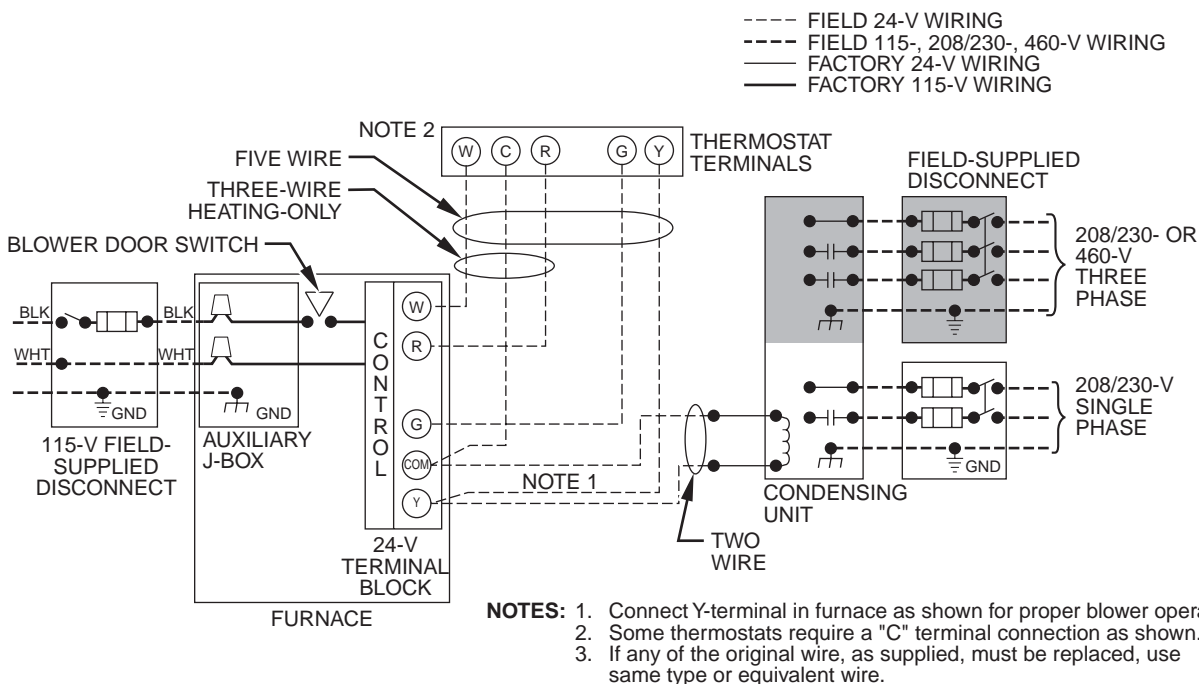 FIELD 24-V WIRING
FIELD 115-, 208/230-, 460-V WIRING
FACTORY 24-V WIRING
FACTORY 115-V WIRING
NOTE 2
W C R G Y
THERMOSTAT
TERMINALS
FIVE WIRE
THREE-WIRE
HEATING-ONLY
BLOWER DOOR SWITCH
FIELD-SUPPLIED
DISCONNECT
208/230- OR
460-V
THREE
PHASE
BLK
BLK
WHT
WHT
GND
GND
115-V FIELD-
SUPPLIED
DISCONNECT
AUXILIARY
J-BOX
CONTROL
W
R
G
COM
Y
NOTE 1
24-V
TERMINAL
BLOCK
FURNACE
TWO
WIRE
CONDENSING
UNIT
GND
208/230-V
SINGLE
PHASE
NOTES: 1. Connect Y-terminal in furnace as shown for proper blower opera
2. Some thermostats require a "C" terminal connection as shown.
3. If any of the original wire, as supplied, must be replaced, use
same type or equivalent wire.